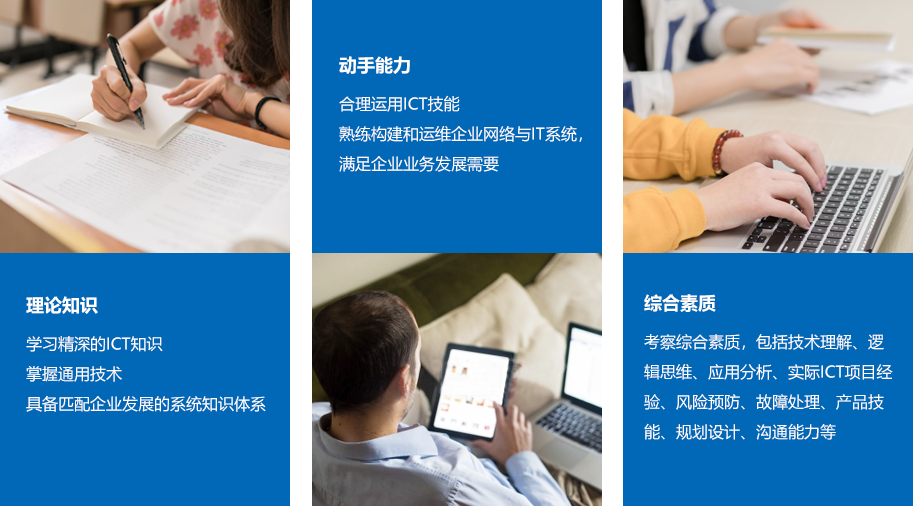 理论知识
学习精深的ICT知识
掌握通用技术
具备匹配企业发展的系统知识体系
动手能力
合理运用ICT技能
熟练构建和运维企业网络与IT系统，
满足企业业务发展需要
综合素质
考察综合素质，包括技术理解、逻
辑思维、应用分析、实际ICT项目经
验、风险预防、故障处理、产品技
能、规划设计、沟通能力等